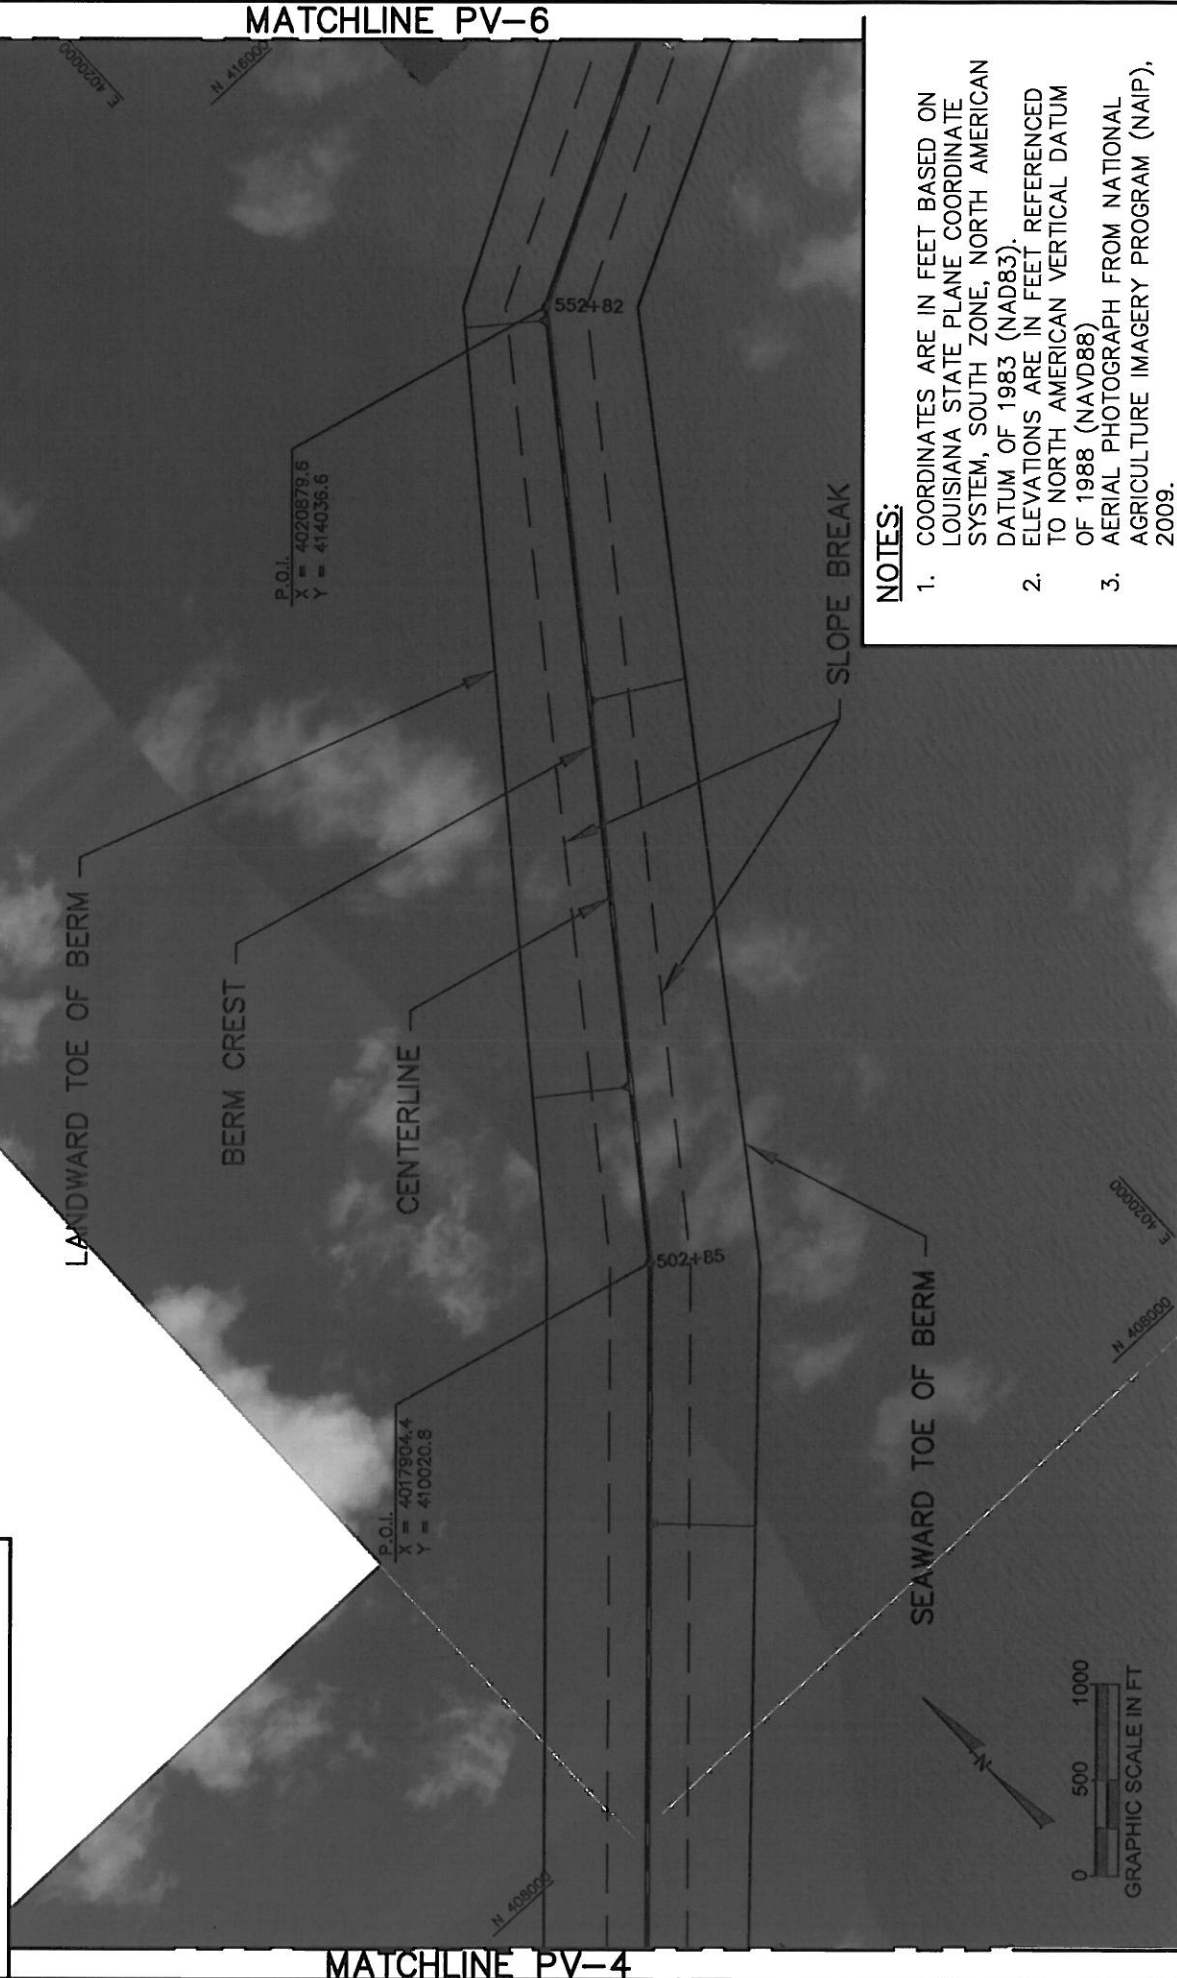 MATCHLINE PV-6
E 4020000
N 416000
552+82
P.O.I.
X = 4020879.6
Y = 414036.6
LANDWARD TOE OF BERM
BERM CREST
CENTERLINE
SLOPE BREAK
502+85
P.O.I.
X = 4017904.4
Y = 410020.8
SEAWARD TOE OF BERM
E 4020000
N 408000
N 408000
N
0 500 1000
GRAPHIC SCALE IN FT
MATCHLINE PV-4
NOTES:
1. COORDINATES ARE IN FEET BASED ON
LOUISIANA STATE PLANE COORDINATE
SYSTEM, SOUTH ZONE, NORTH AMERICAN
DATUM OF 1983 (NAD83).
2. ELEVATIONS ARE IN FEET REFERENCED
TO NORTH AMERICAN VERTICAL DATUM
OF 1988 (NAVD88)
3. AERIAL PHOTOGRAPH FROM NATIONAL
AGRICULTURE IMAGERY PROGRAM (NAIP),
2009.